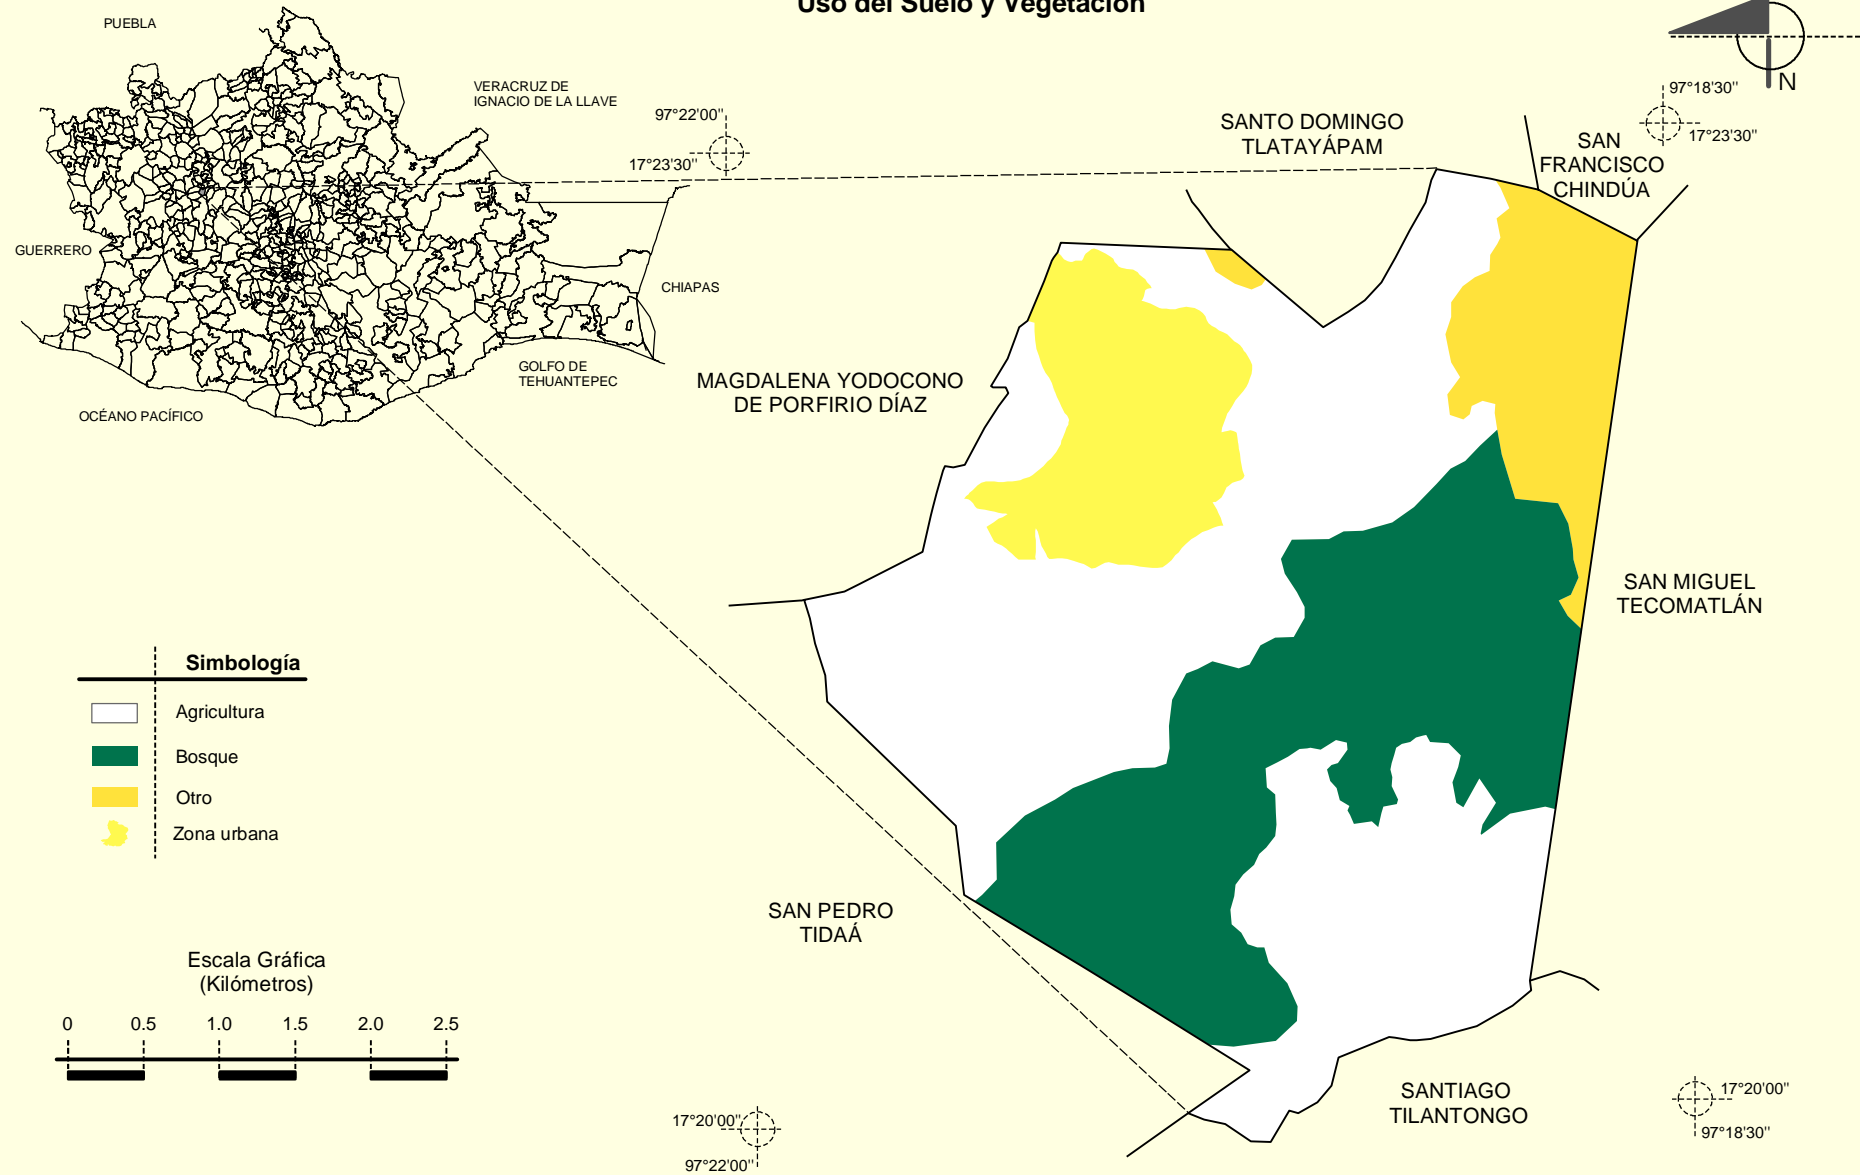 Uso del Suelo y Vegetación
PUEBLA
VERACRUZ DE
IGNACIO DE LA LLAVE
GUERRERO
CHIAPAS
GOLFO DE
TEHUANTEPEC
OCÉANO PACÍFICO
97°22'00"
17°23'30"
N
97°18'30"
17°23'30"
SANTO DOMINGO
TLATAYÁPAM
SAN
FRANCISCO
CHINDÚA
MAGDALENA YODOCONO
DE PORFIRIO DÍAZ
SAN MIGUEL
TECOMATLÁN
SAN PEDRO
TIDAÁ
SANTIAGO
TILANTONGO
Simbología
Agricultura
Bosque
Otro
Zona urbana
Escala Gráfica
(Kilómetros)
0 0.5 1.0 1.5 2.0 2.5
17°20'00"
97°22'00"
17°20'00"
97°18'30"